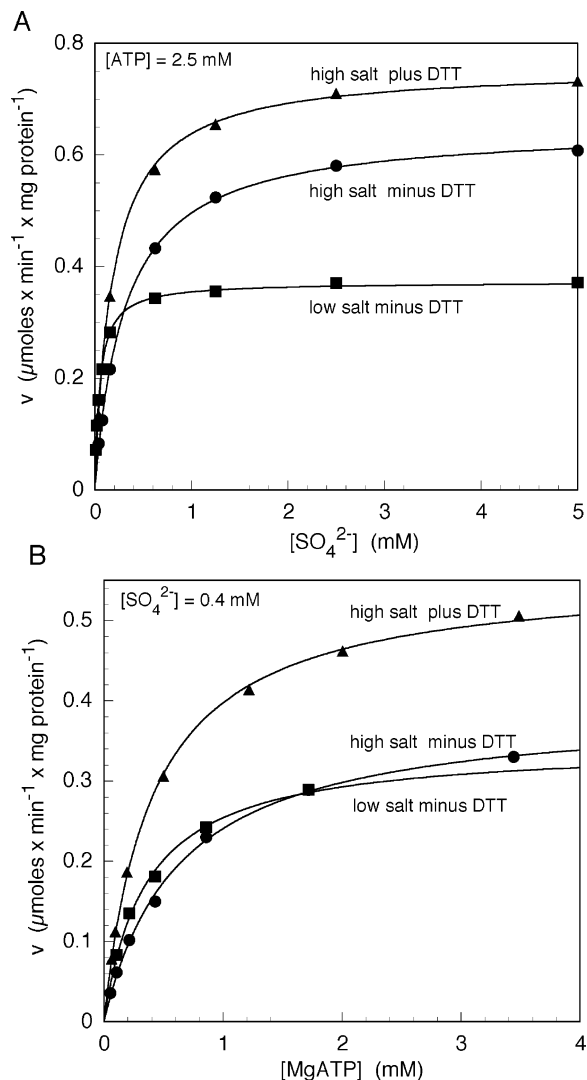 A
[ATP] = 2.5 mM
high salt plus DTT
high salt minus DTT
low salt minus DTT
0.8
0.6
0.4
0.2
0
0 1 2 3 4 5
v (µmoles x min⁻¹ x mg protein⁻¹)
[SO₄²⁻] (mM)
B
[SO₄²⁻] = 0.4 mM
high salt plus DTT
high salt minus DTT
low salt minus DTT
0.5
0.4
0.3
0.2
0.1
0
0 1 2 3 4
v (µmoles x min⁻¹ x mg protein⁻¹)
[MgATP] (mM)